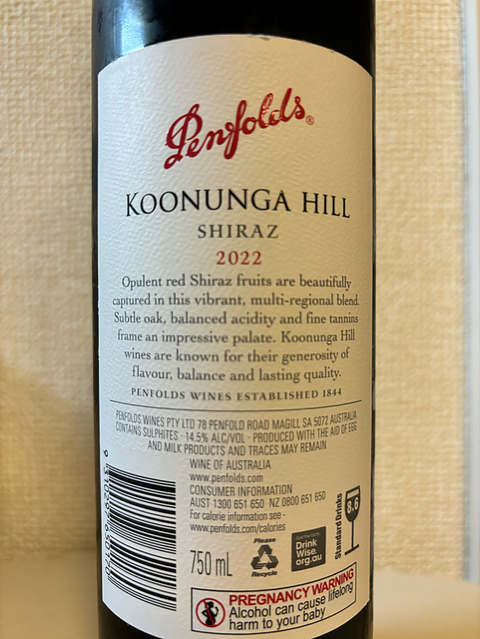 Penfolds®
KOONUNGA HILL
SHIRAZ
2022
Opulent red Shiraz fruits are beautifully
captured in this vibrant, multi-regional blend.
Subtle oak, balanced acidity and fine tannins
frame an impressive palate. Koonunga Hill
wines are known for their generosity of
flavour, balance and lasting quality.
PENFOLDS WINES ESTABLISHED 1844
PENFOLDS WINES PTY LTD 78 PENFOLD ROAD MAGILL SA 5072 AUSTRALIA
CONTAINS SULPHITES · 14.5% ALC/VOL · PRODUCED WITH THE AID OF EGG
AND MILK PRODUCTS AND TRACES MAY REMAIN
WINE OF AUSTRALIA
www.penfolds.com
CONSUMER INFORMATION
AUST 1300 651 650 NZ 0800 651 650
For calorie information see -
www.penfolds.com/calories
750 mL
Please
Recycle
Drink
Wise.
org.au
Standard Drinks
8.6
PREGNANCY WARNING
Alcohol can cause lifelong
harm to your baby